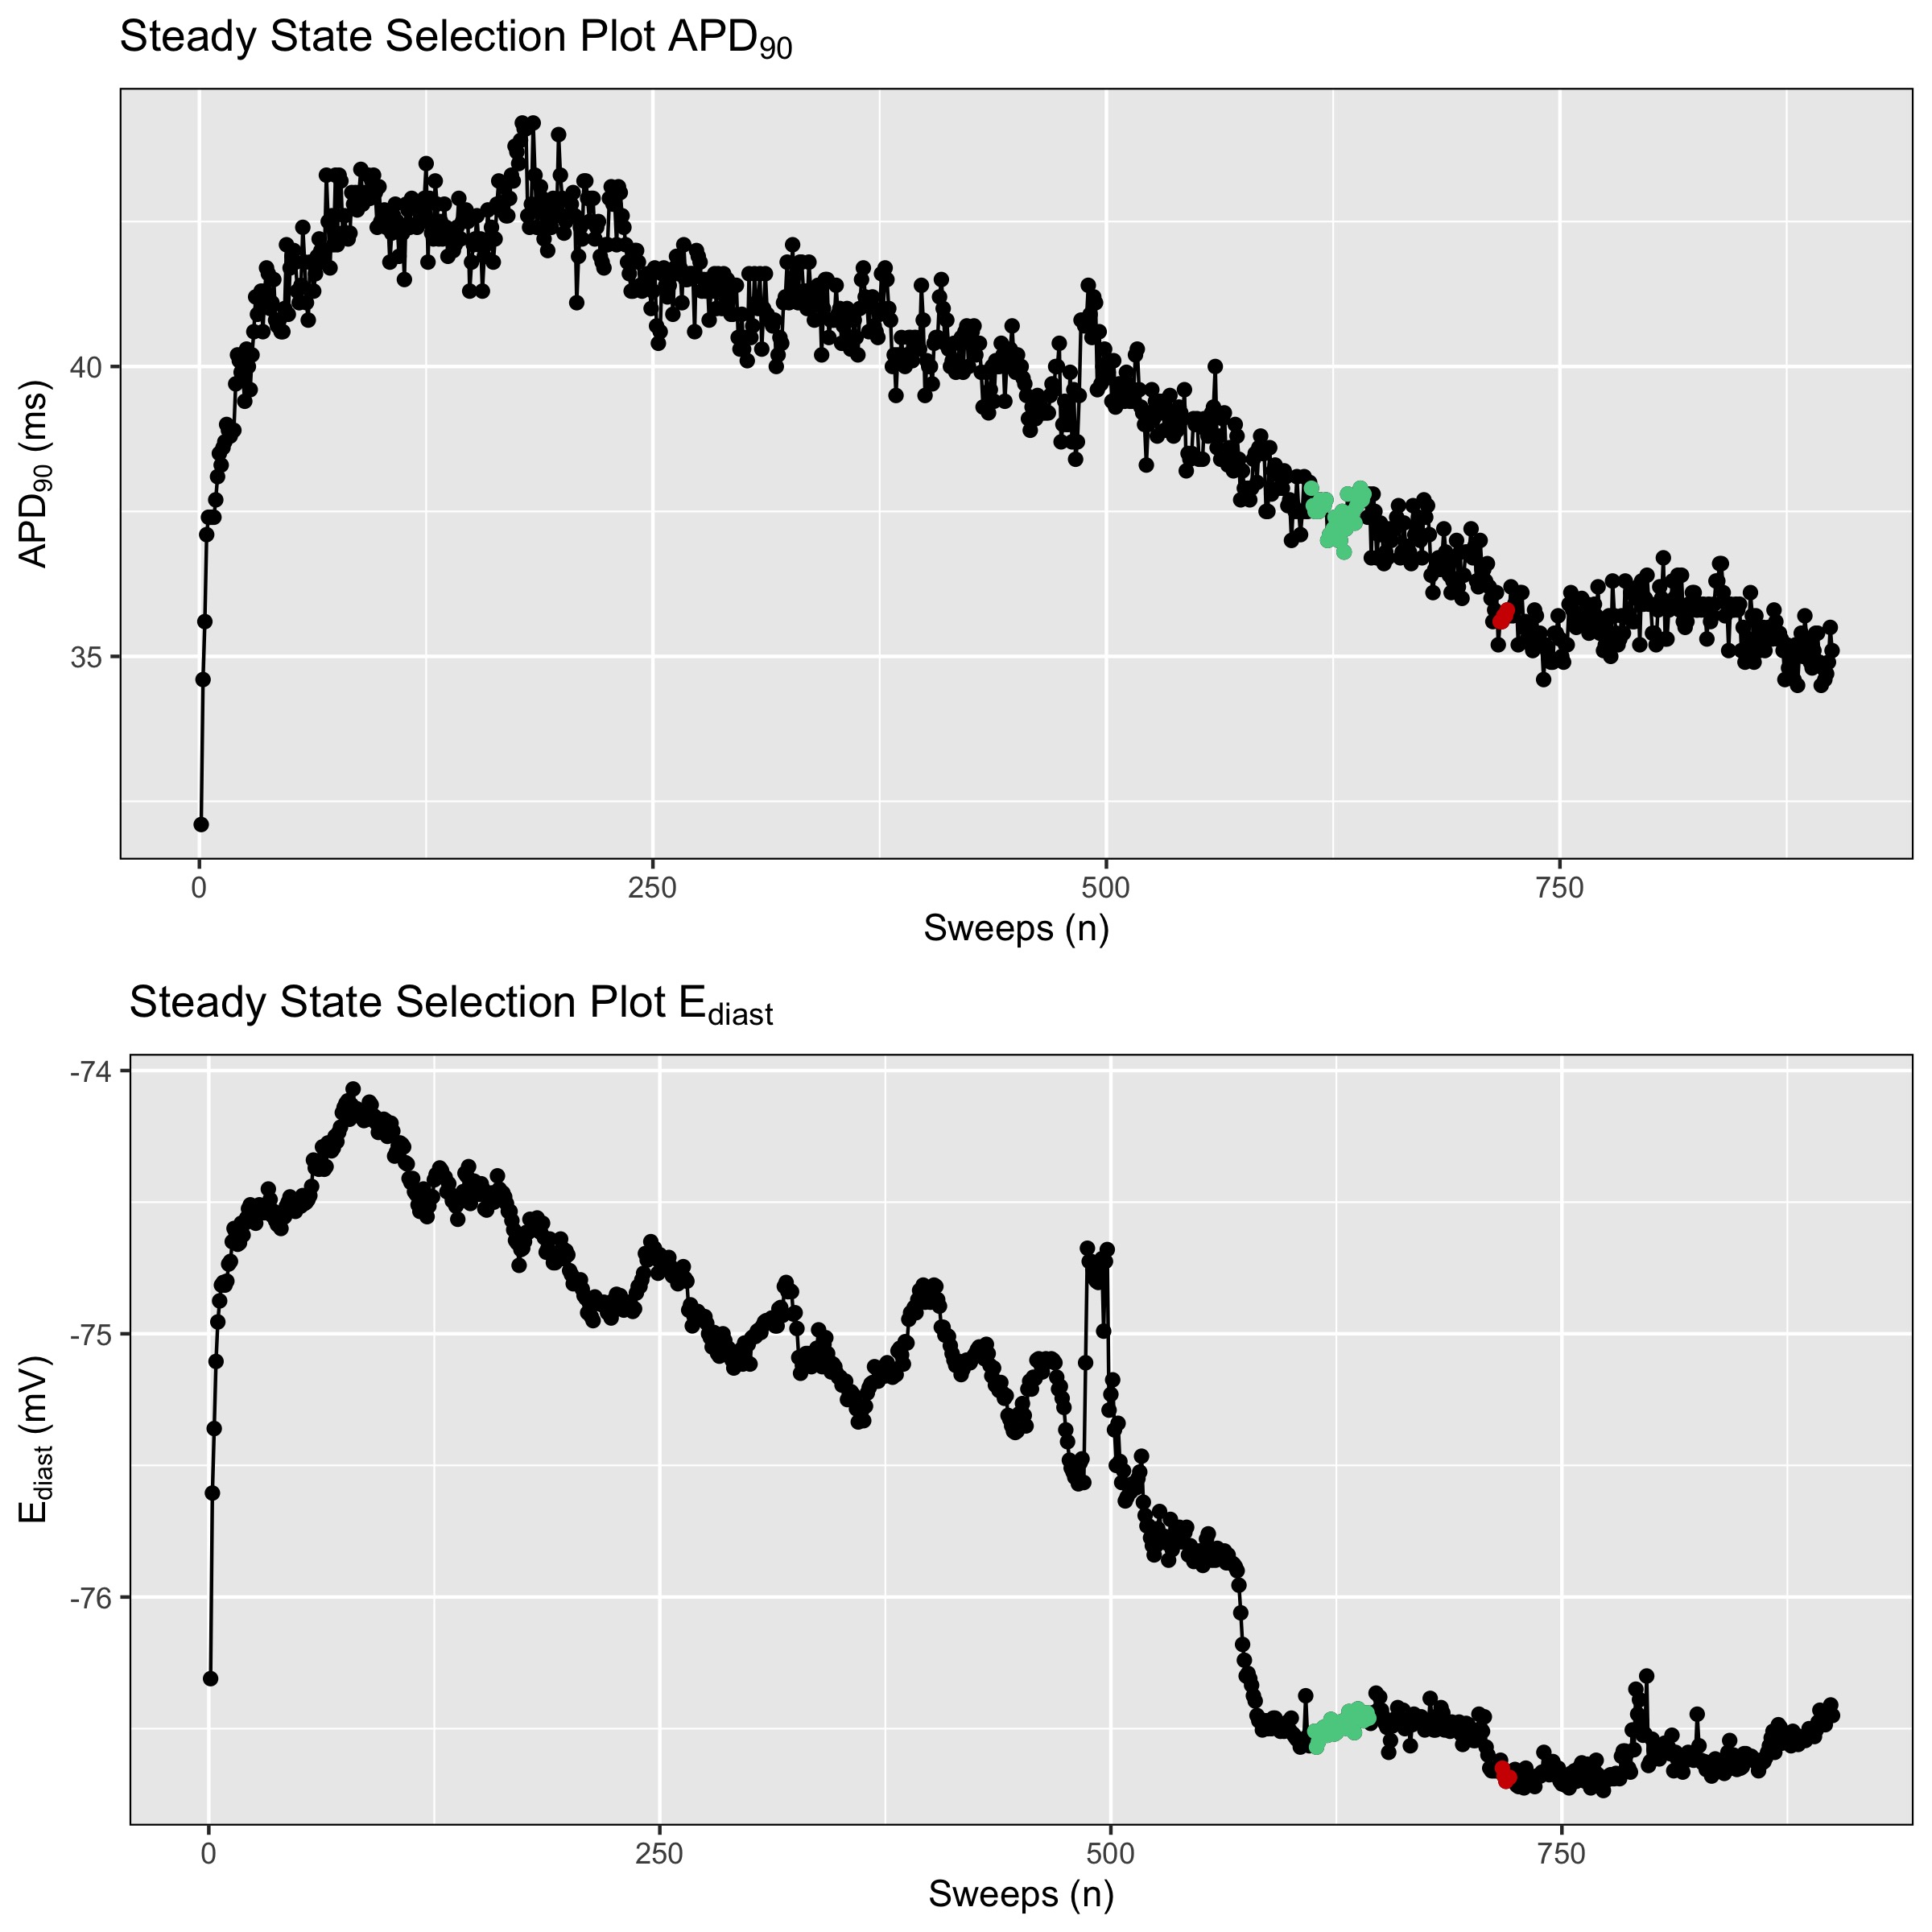 Steady State Selection Plot APD90
40
35
APD90 (ms)
0 250 500 750
Sweeps (n)
Steady State Selection Plot Ediast
-74
-75
-76
Ediast (mV)
0 250 500 750
Sweeps (n)